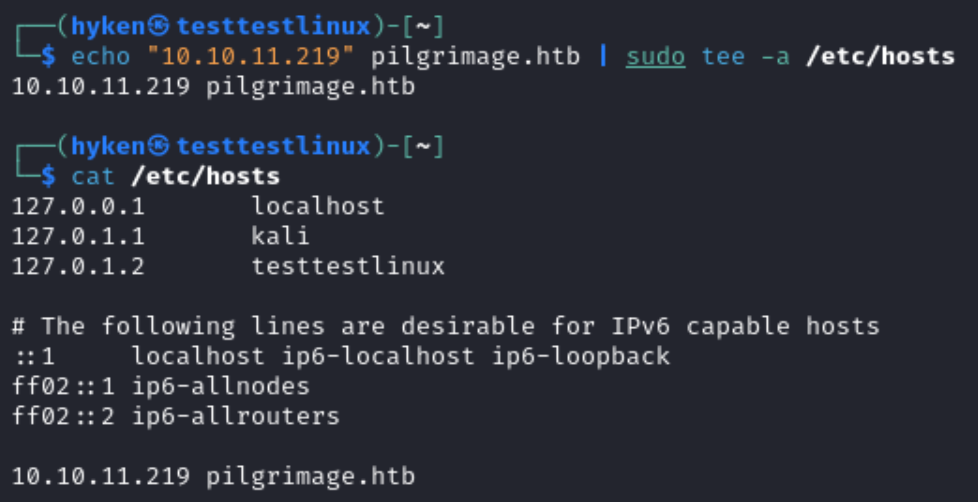 ┌──(hyken㉿testtestlinux)-[~]
└─$ echo "10.10.11.219" pilgrimage.htb | sudo tee -a /etc/hosts
10.10.11.219 pilgrimage.htb
┌──(hyken㉿testtestlinux)-[~]
└─$ cat /etc/hosts
127.0.0.1       localhost
127.0.1.1       kali
127.0.1.2       testtestlinux
# The following lines are desirable for IPv6 capable hosts
::1     localhost ip6-localhost ip6-loopback
ff02::1 ip6-allnodes
ff02::2 ip6-allrouters
10.10.11.219 pilgrimage.htb